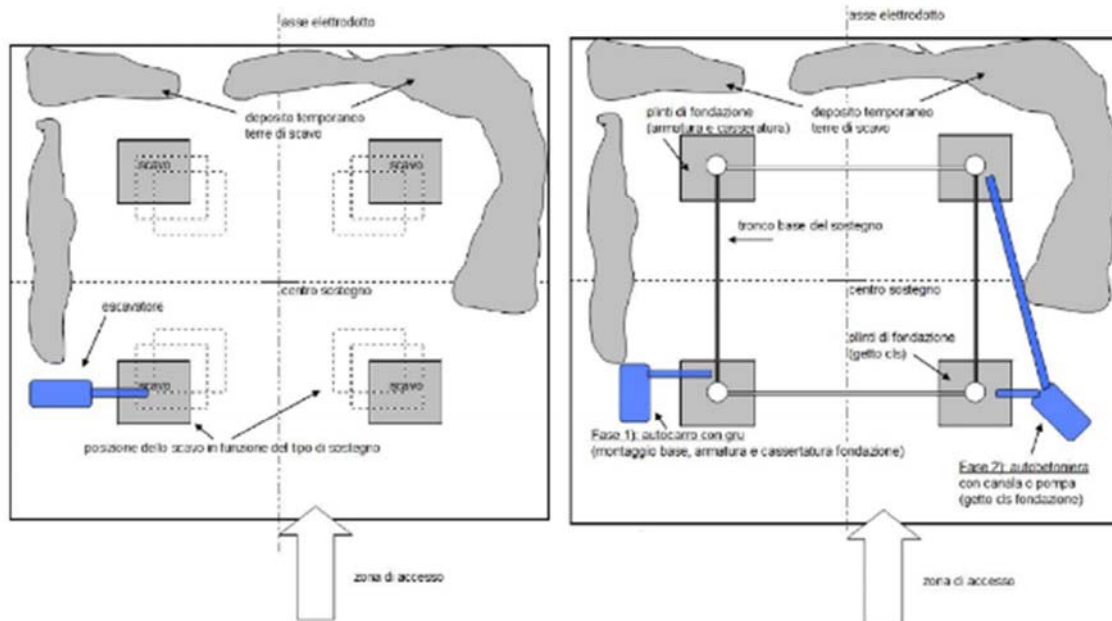 asse elettrodotto
deposito temporaneo
terre di scavo
scavo
scavo
centro sostegno
escavatore
scavo
scavo
posizione dello scavo in funzione del tipo di sostegno
zona di accesso
asse elettrodotto
plinti di fondazione
(armatura e casseratura)
deposito temporaneo
terre di scavo
tronco base del sostegno
centro sostegno
plinti di fondazione
(getto cls)
Fase 1): autocarro con gru
(montaggio base, armatura e cassertatura fondazione)
Fase 2): autobetoniera
con canala e pompa
(getto cls fondazione)
zona di accesso